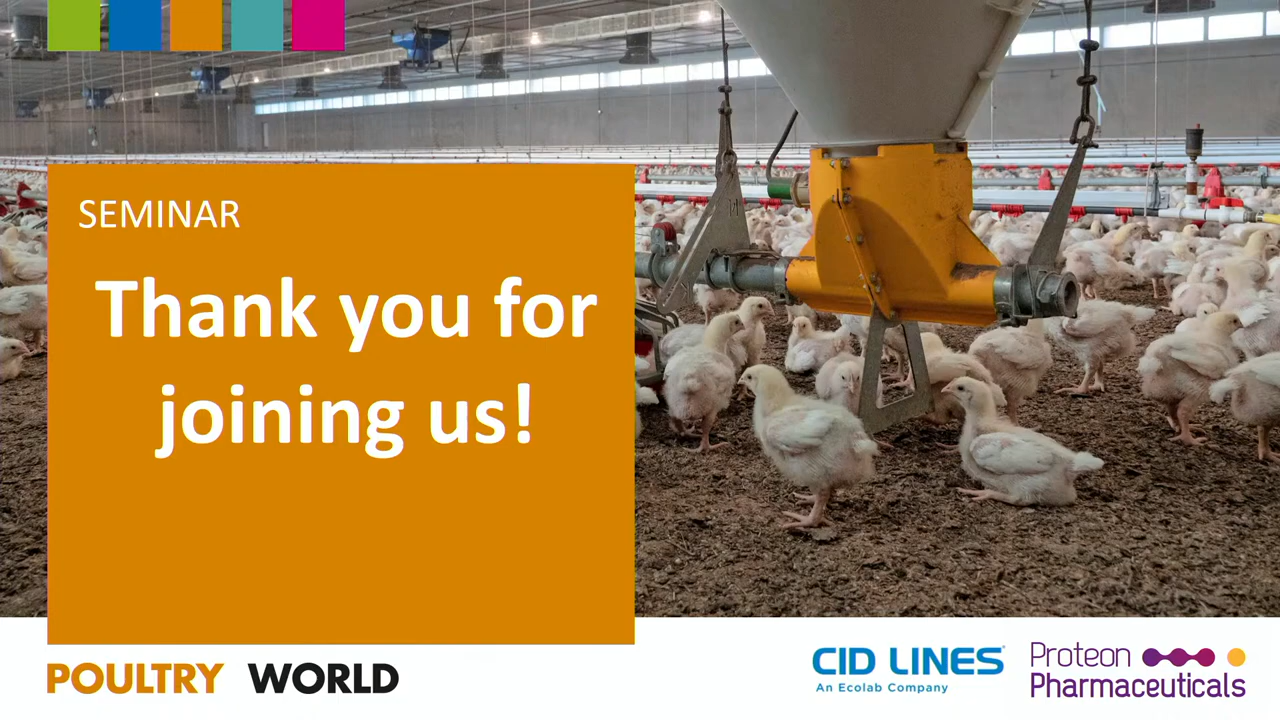 SEMINAR
Thank you for
joining us!
POULTRY WORLD
CID LINES
An Ecolab Company
Proteon
Pharmaceuticals